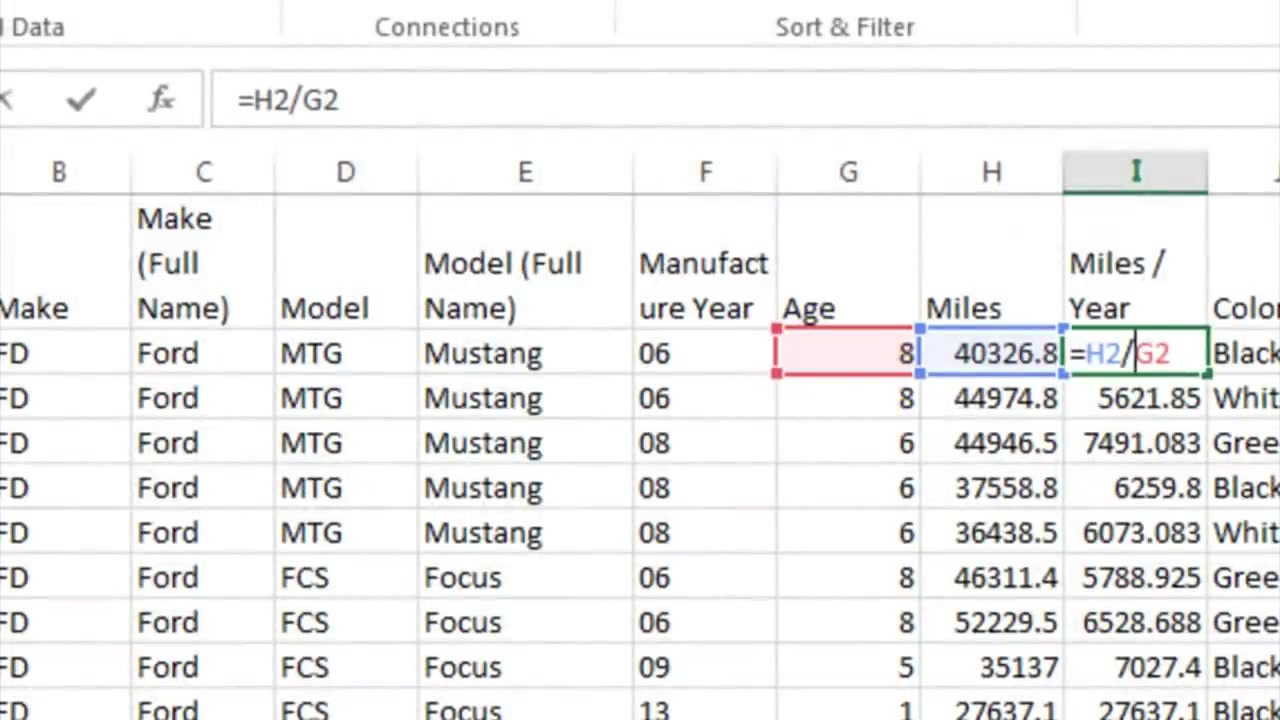 Data
Connections
Sort & Filter
fx
=H2/G2
B C D E F G H I
Make
(Full
Name)
Model (Full
Name)
Manufact
ure Year
Miles /
Year
Make
Model
Age
Miles
FD Ford MTG Mustang 06 8 40326.8 =H2/G2 Black
FD Ford MTG Mustang 06 8 44974.8 5621.85 Whit
FD Ford MTG Mustang 08 6 44946.5 7491.083 Gree
FD Ford MTG Mustang 08 6 37558.8 6259.8 Black
FD Ford MTG Mustang 08 6 36438.5 6073.083 Whit
FD Ford FCS Focus 06 8 46311.4 5788.925 Gree
FD Ford FCS Focus 06 8 52229.5 6528.688 Gree
FD Ford FCS Focus 09 5 35137 7027.4 Black
FD Ford FCS Focus 13 1 27637.1 27637.1 Black